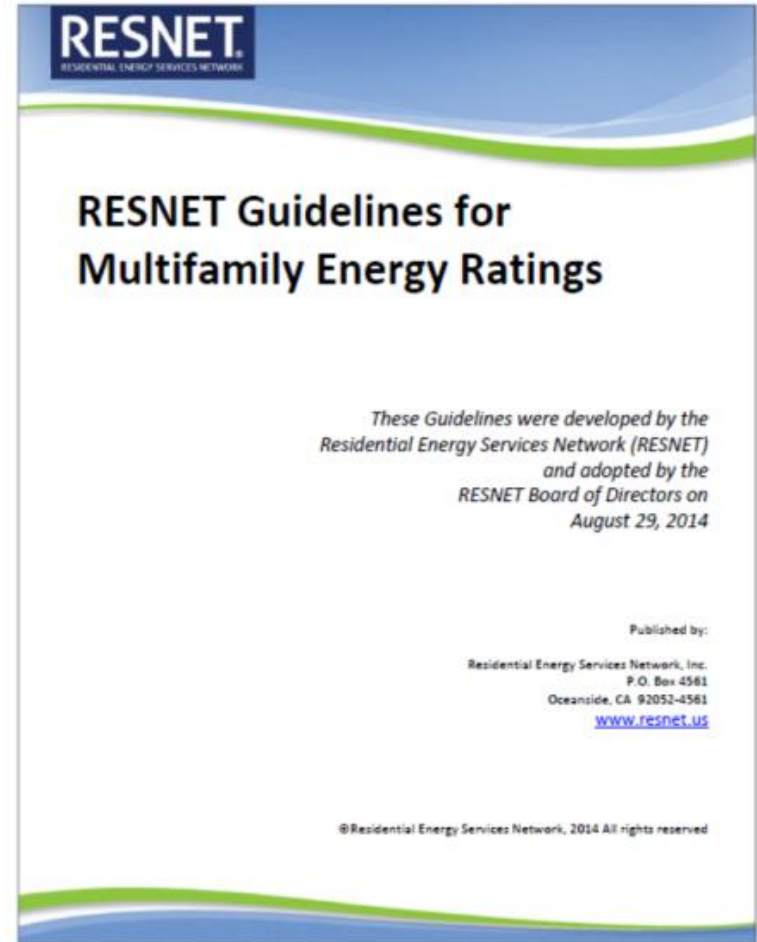 RESNET.
RESIDENTIAL ENERGY SERVICES NETWORK
RESNET Guidelines for
Multifamily Energy Ratings
These Guidelines were developed by the
Residential Energy Services Network (RESNET)
and adopted by the
RESNET Board of Directors on
August 29, 2014
Published by:
Residential Energy Services Network, Inc.
P.O. Box 4561
Oceanside, CA 92052-4561
www.resnet.us
©Residential Energy Services Network, 2014 All rights reserved